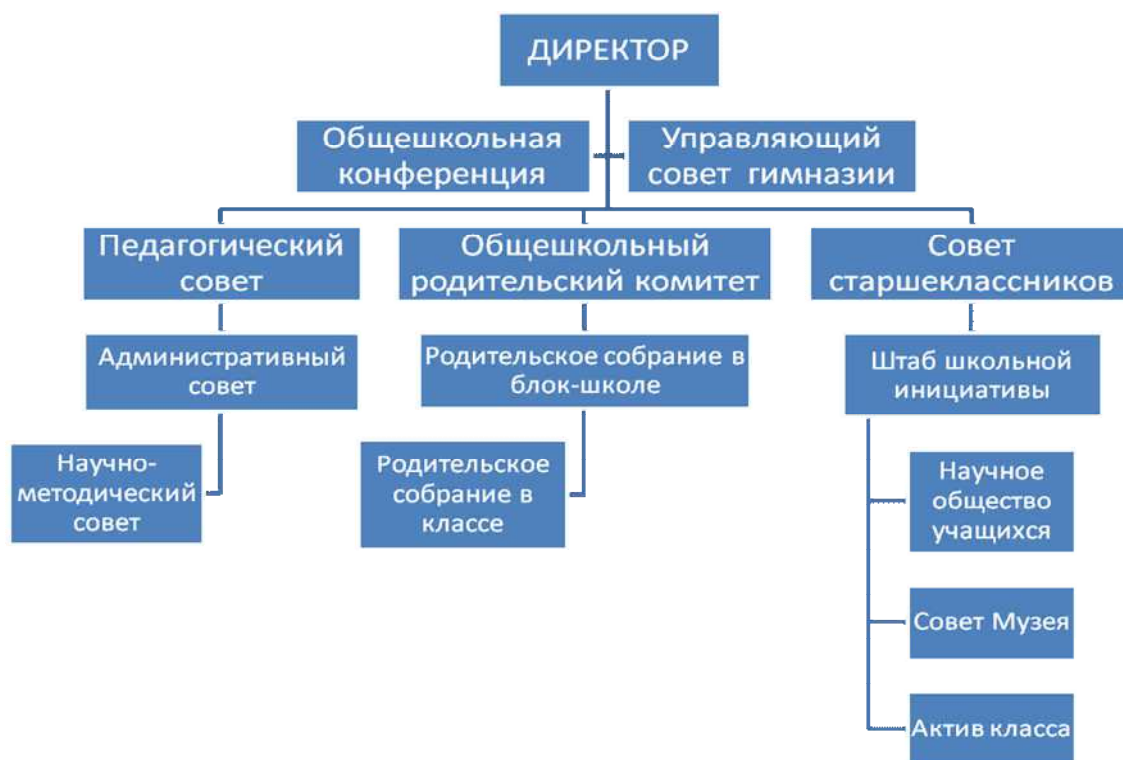 ДИРЕКТОР
Общешкольная
конференция
Управляющий
совет гимназии
Педагогический
совет
Общешкольный
родительский комитет
Совет
старшеклассников
Административный
совет
Родительское собрание в
блок-школе
Штаб школьной
инициативы
Научно-
методический
совет
Родительское
собрание в
классе
Научное
общество
учащихся
Совет Музея
Актив класса